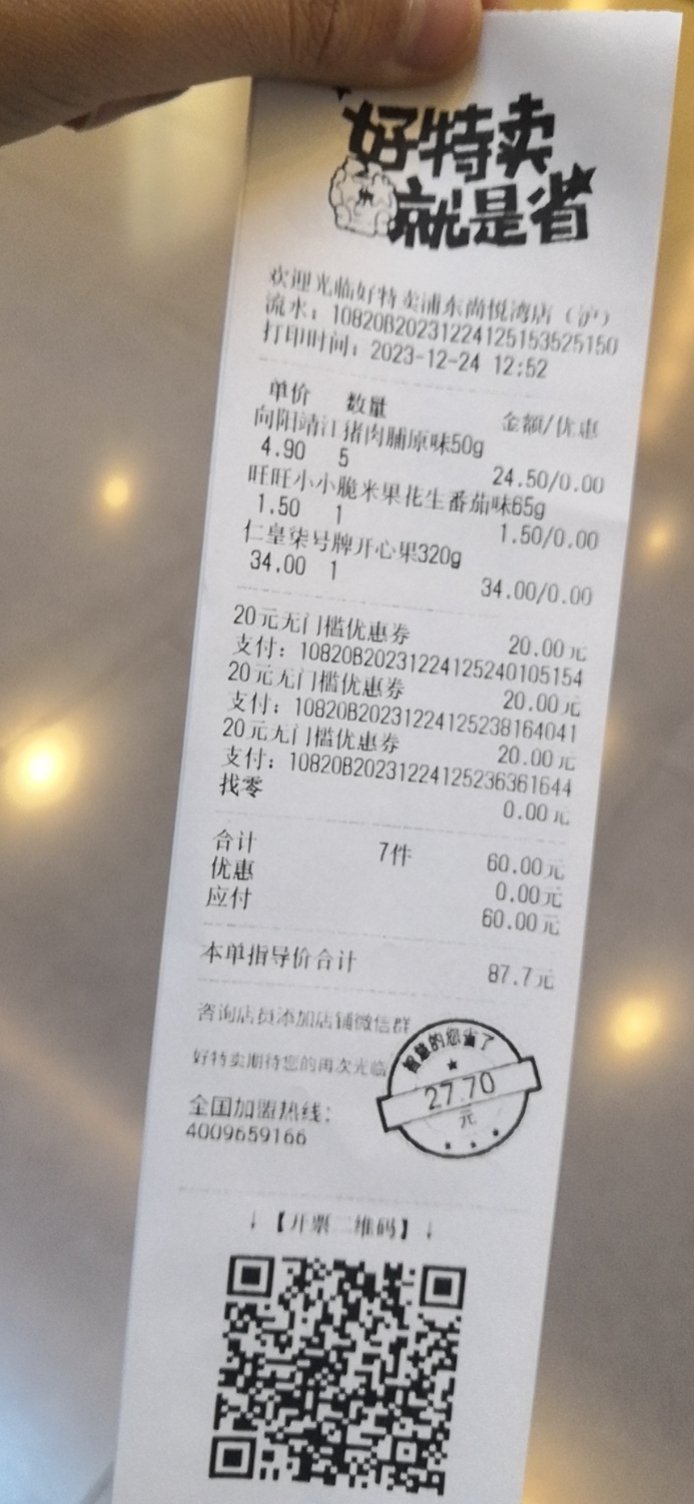 好特卖
就是省
欢迎光临好特卖浦东尚悦湾店（沪）
流水：10820B20231224125153525150
打印时间：2023-12-24 12:52
单价 数量 金额/优惠
向阳靖江猪肉脯原味50g
4.90 5 24.50/0.00
旺旺小小脆米果花生番茄味65g
1.50 1 1.50/0.00
仁皇柒号牌开心果320g
34.00 1 34.00/0.00
20元无门槛优惠券 20.00元
支付：10820B20231224125240105154
20元无门槛优惠券 20.00元
支付：10820B20231224125238164041
20元无门槛优惠券 20.00元
支付：10820B20231224125236361644
找零 0.00元
合计 7件 60.00元
优惠 0.00元
应付 60.00元
本单指导价合计 87.7元
咨询店员添加店铺微信群
好特卖期待您的再次光临
智慧的您省了
27.70
元
全国加盟热线：
4009659166
↓【开票二维码】↓